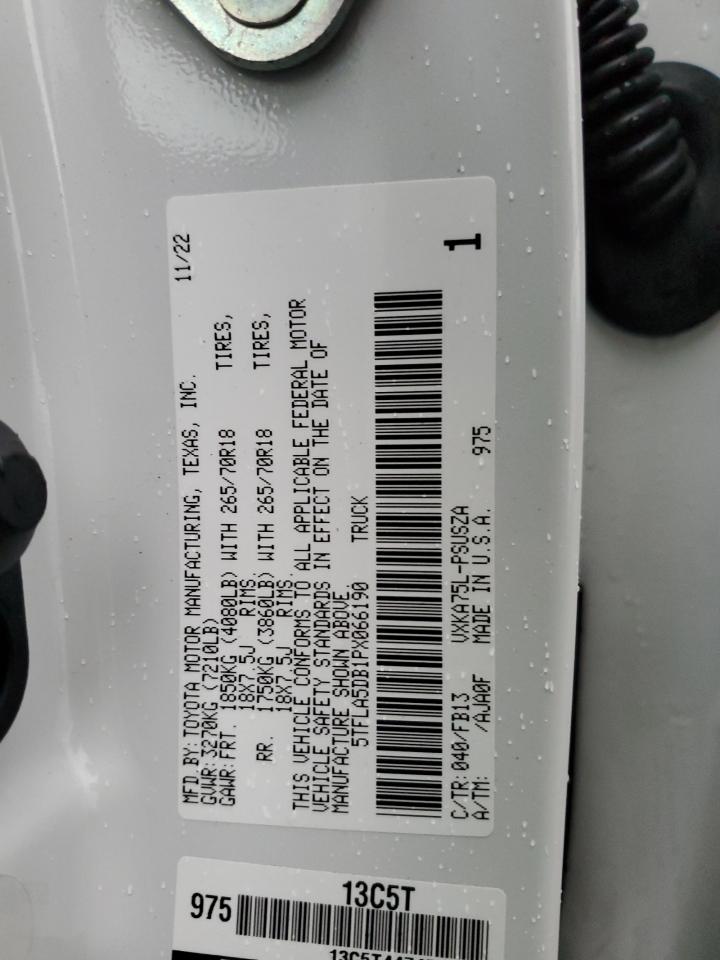 MFD.BY:TOYOTA MOTOR MANUFACTURING, TEXAS, INC. 11/22
GVWR:3270KG (7210LB)
GAWR:FRT. 1850KG (4080LB) WITH 265/70R18 TIRES,
18X7.5J RIMS.
RR. 1750KG (3860LB) WITH 265/70R18 TIRES,
18X7.5J RIMS.
THIS VEHICLE CONFORMS TO ALL APPLICABLE FEDERAL MOTOR
VEHICLE SAFETY STANDARDS IN EFFECT ON THE DATE OF
MANUFACTURE SHOWN ABOVE.
5TFLA5DB1PX066190 TRUCK
C/TR:040/FB13 VXKA75L-PSUSZA 1
A/TM: /AJA0F MADE IN U.S.A. 975
975
13C5T